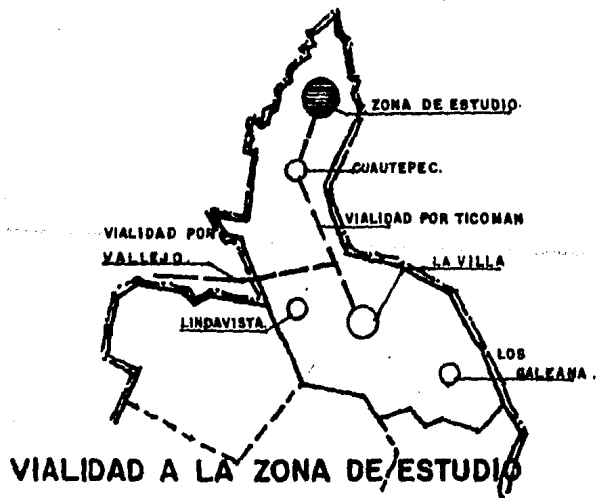 ZONA DE ESTUDIO.
CUAUTEPEC.
VIALIDAD POR TICOMAN
VIALIDAD POR
VALLEJO.
LA VILLA
LINDAVISTA.
LOS
GALEANA.
VIALIDAD A LA ZONA DE ESTUDIO